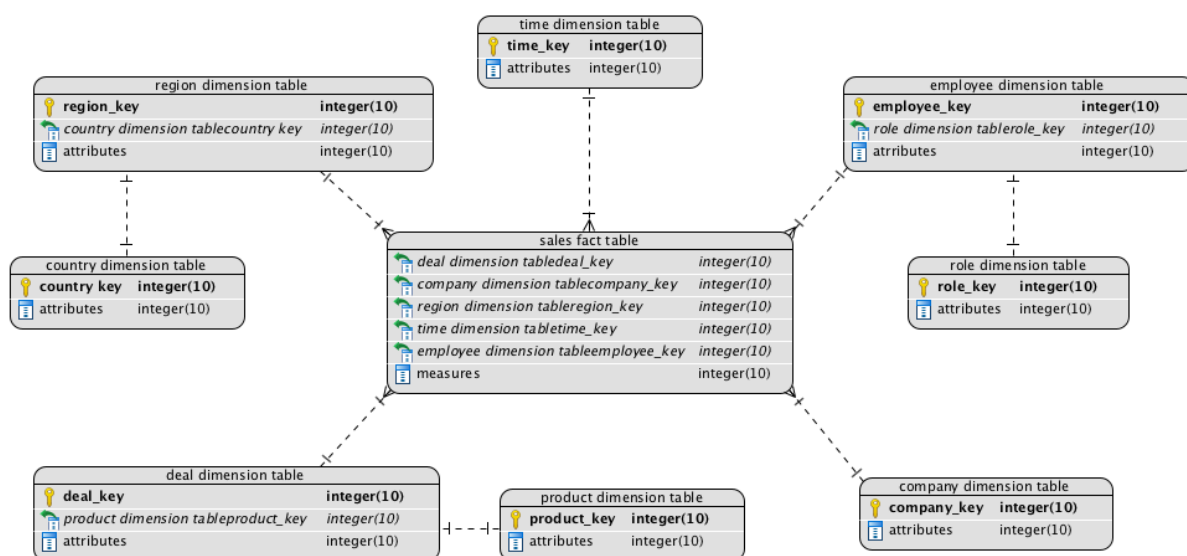 time dimension table
time_key integer(10)
attributes integer(10)
region dimension table
region_key integer(10)
country dimension tablecountry key integer(10)
attributes integer(10)
employee dimension table
employee_key integer(10)
role dimension tablerole_key integer(10)
atrributes integer(10)
sales fact table
deal dimension tabledeal_key integer(10)
company dimension tablecompany_key integer(10)
region dimension tableregion_key integer(10)
time dimension tabletime_key integer(10)
employee dimension tableemployee_key integer(10)
measures integer(10)
country dimension table
country key integer(10)
attributes integer(10)
role dimension table
role_key integer(10)
attributes integer(10)
deal dimension table
deal_key integer(10)
product dimension tableproduct_key integer(10)
attributes integer(10)
product dimension table
product_key integer(10)
attributes integer(10)
company dimension table
company_key integer(10)
attributes integer(10)